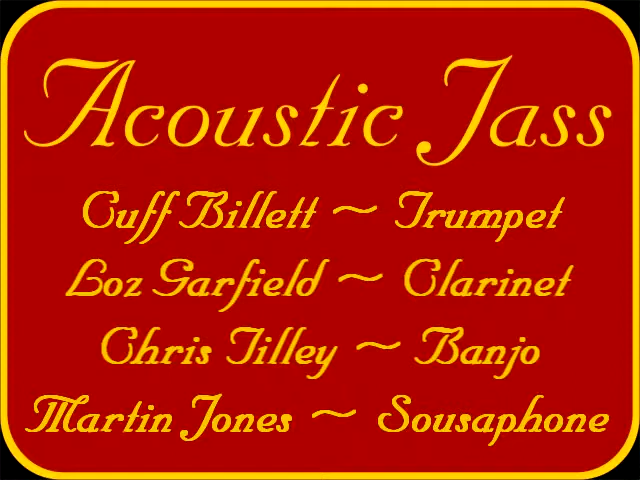 Acoustic Jass
Cuff Billett ~ Trumpet
Loz Garfield ~ Clarinet
Chris Tilley ~ Banjo
Martin Jones ~ Sousaphone